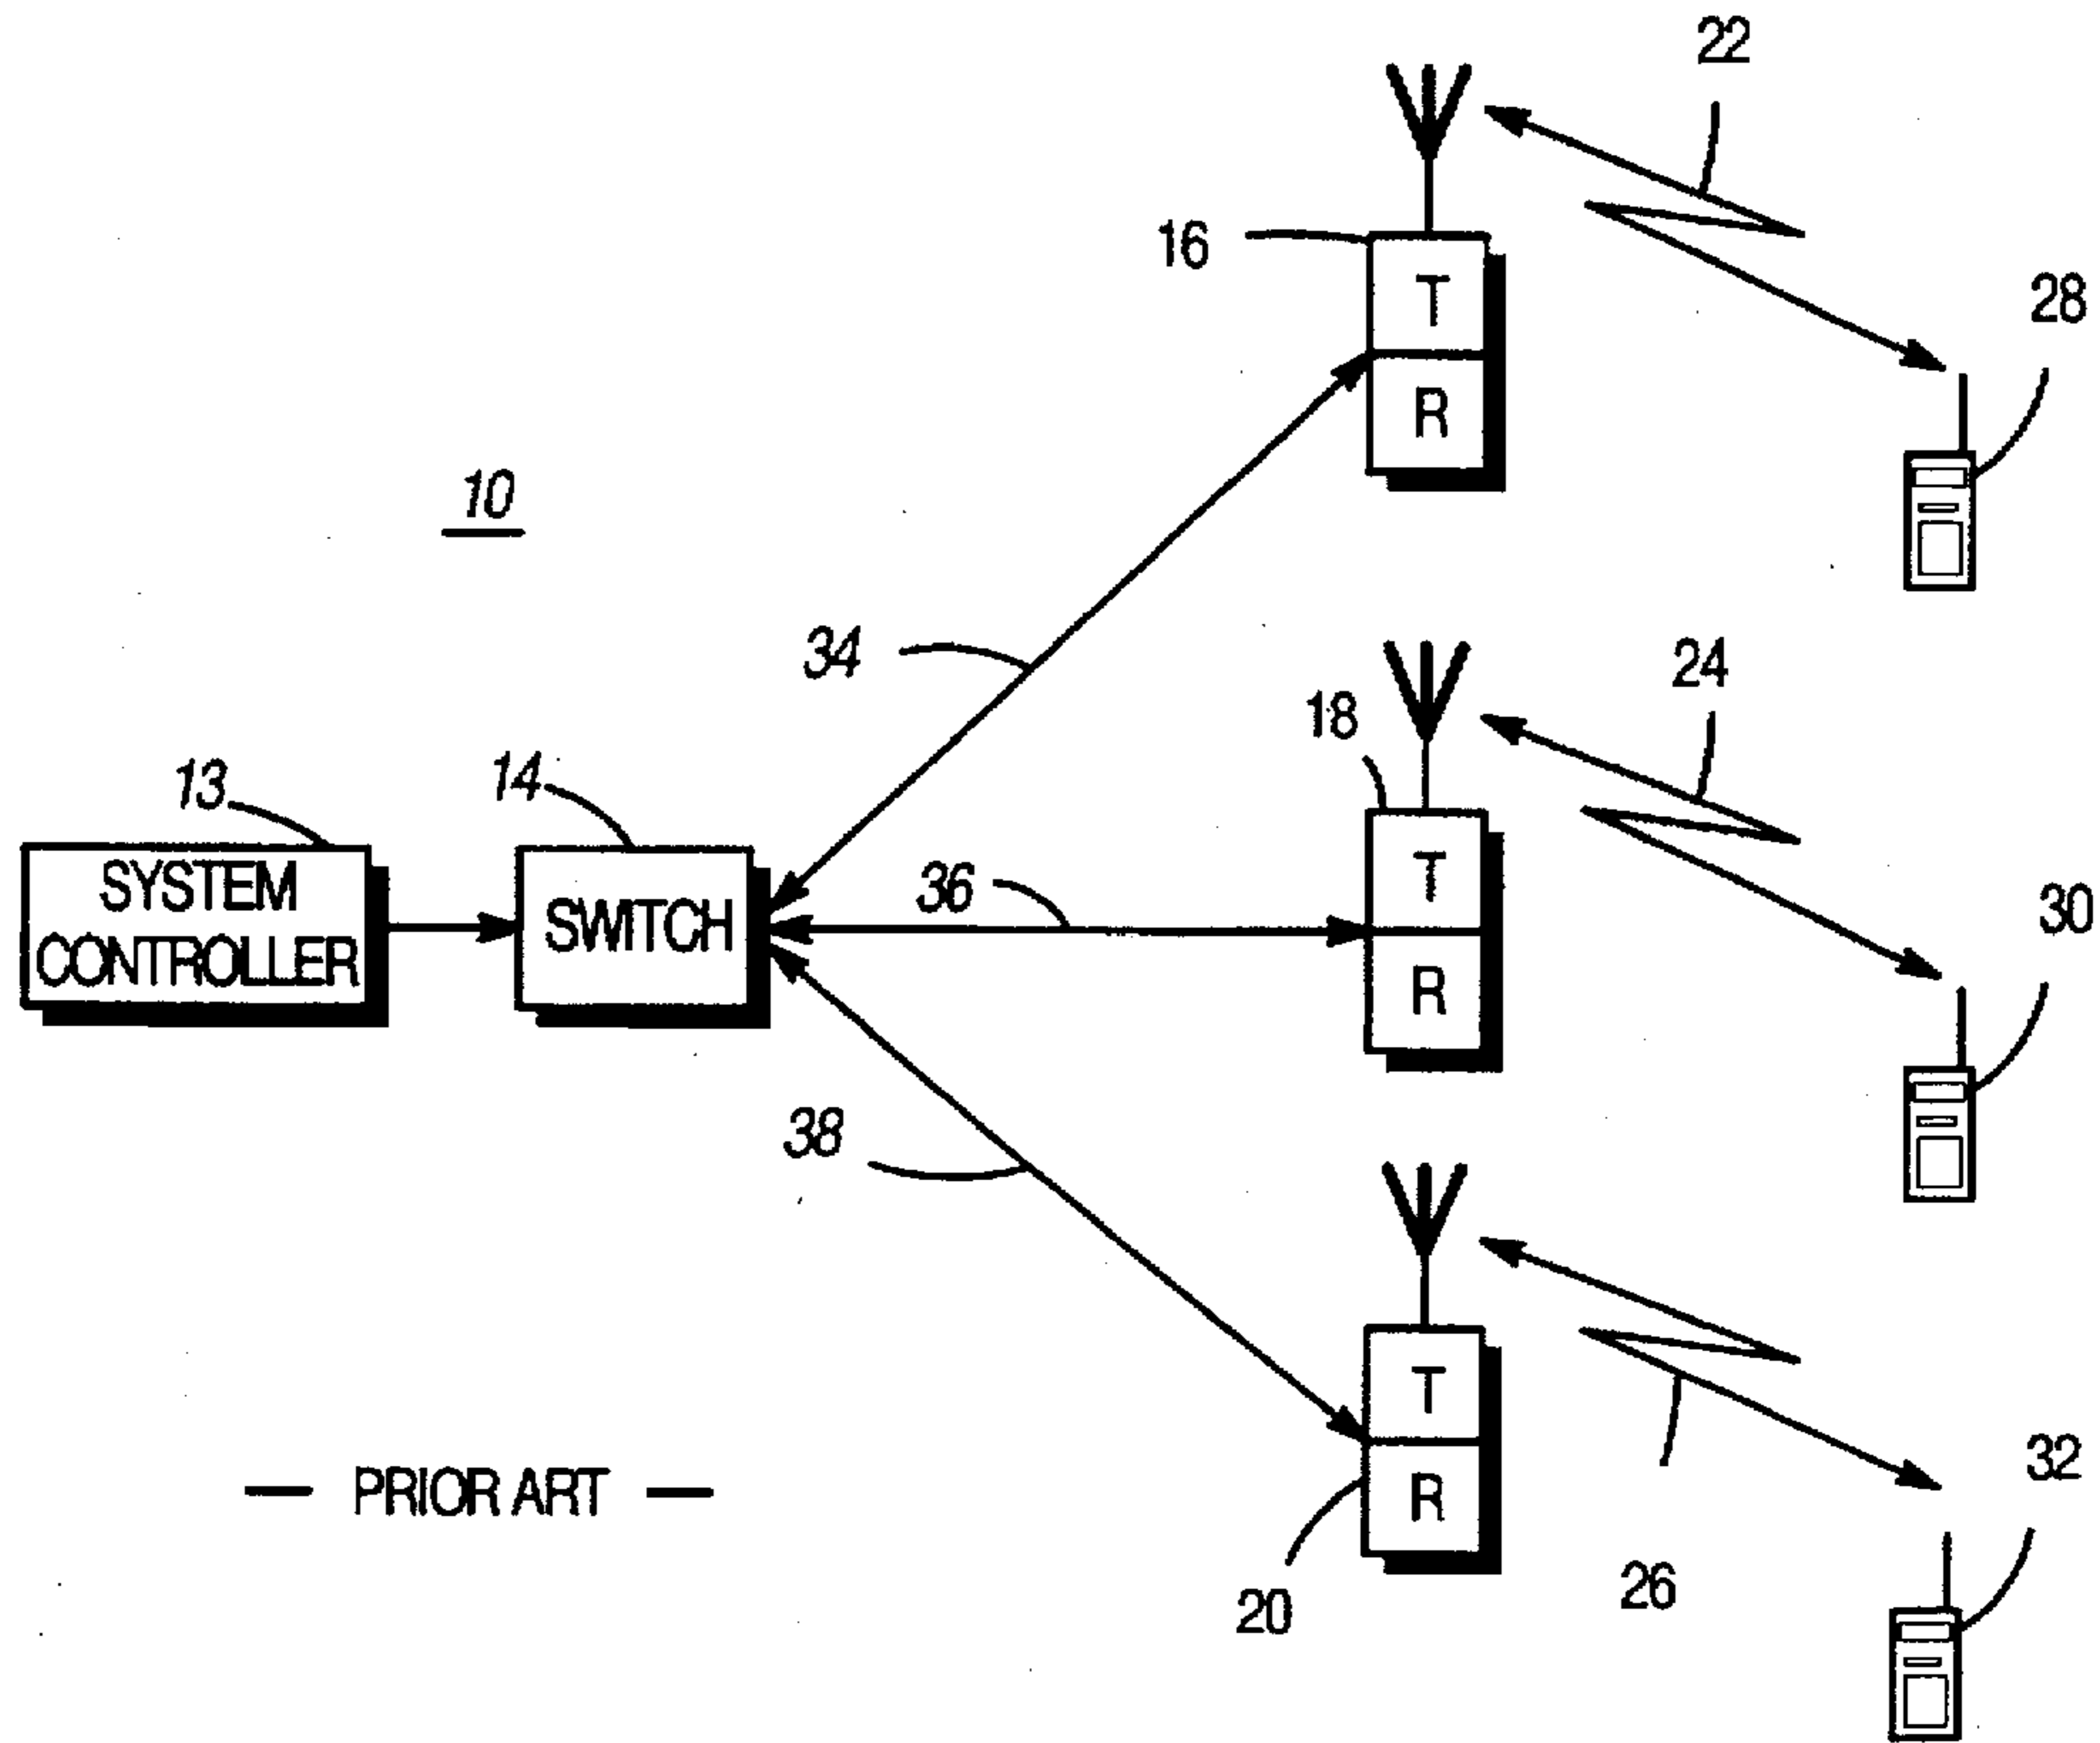 22
16
T
28
R
10
34
24
18
13
14
T
36
30
SYSTEM
CONTROLLER
SWITCH
R
38
T
— PRIOR ART —
R
32
26
20